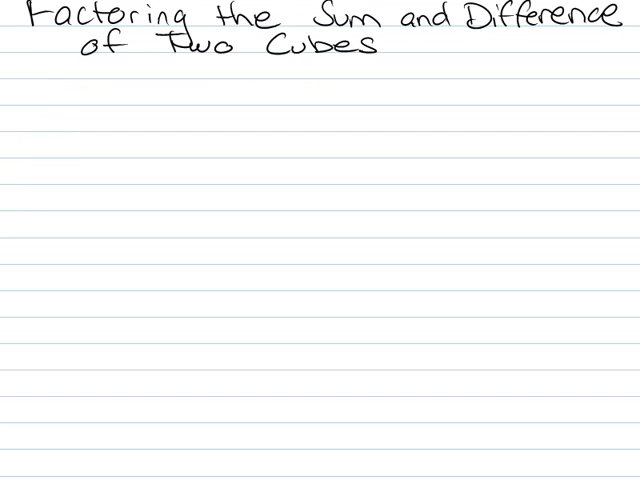 Factoring the Sum and Difference
of Two Cubes